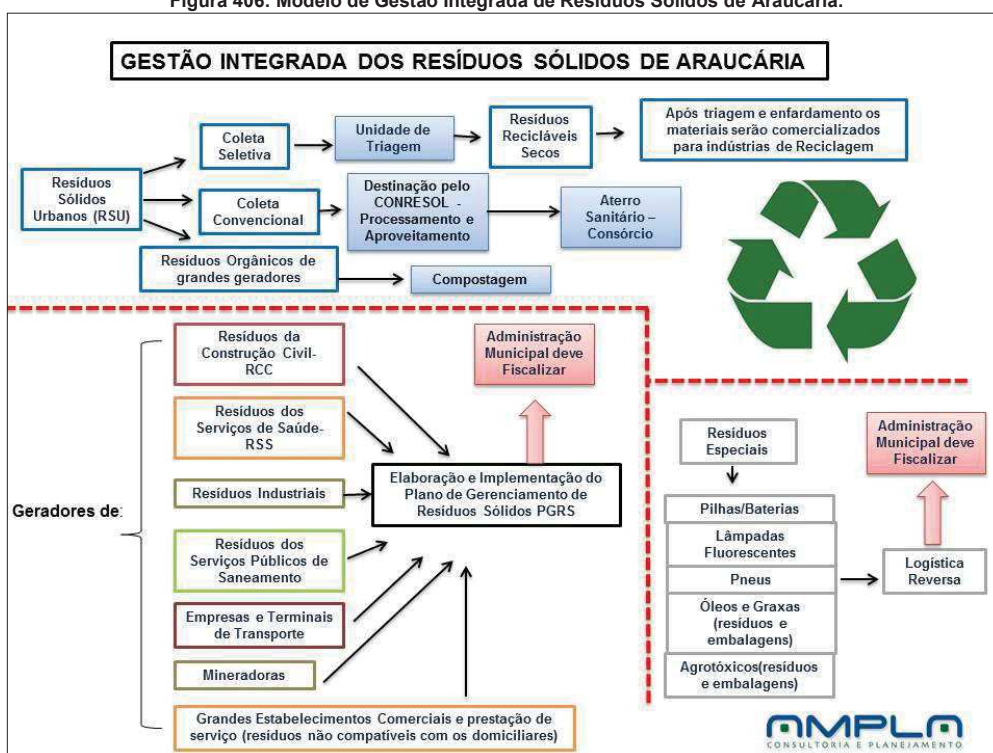 Figura 406: Modelo de Gestão Integrada de Resíduos Sólidos de Araucária.
GESTÃO INTEGRADA DOS RESÍDUOS SÓLIDOS DE ARAUCÁRIA
Resíduos
Sólidos
Urbanos (RSU)
Coleta
Seletiva
Unidade de
Triagem
Resíduos
Recicláveis
Secos
Após triagem e enfardamento os
materiais serão comercializados
para indústrias de Reciclagem
Coleta
Convencional
Destinação pelo
CONRESOL -
Processamento e
Aproveitamento
Aterro
Sanitário –
Consórcio
Resíduos Orgânicos de
grandes geradores
Compostagem
Geradores de:
Resíduos da
Construção Civil-
RCC
Resíduos dos
Serviços de Saúde-
RSS
Resíduos Industriais
Resíduos dos
Serviços Públicos de
Saneamento
Empresas e Terminais
de Transporte
Mineradoras
Grandes Estabelecimentos Comerciais e prestação de
serviço (resíduos não compatíveis com os domiciliares)
Administração
Municipal deve
Fiscalizar
Elaboração e Implementação do
Plano de Gerenciamento de
Resíduos Sólidos PGRS
Resíduos
Especiais
Pilhas/Baterias
Lâmpadas
Fluorescentes
Pneus
Óleos e Graxas
(resíduos e
embalagens)
Agrotóxicos(resíduos
e embalagens)
Administração
Municipal deve
Fiscalizar
Logística
Reversa
AMPLA
CONSULTORIA E PLANEJAMENTO